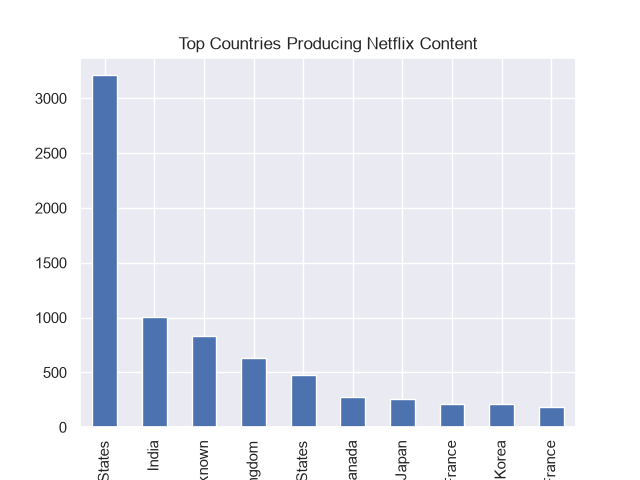 Top Countries Producing Netflix Content
3000
2500
2000
1500
1000
500
0
States
India
known
ngdom
States
anada
Japan
France
Korea
France